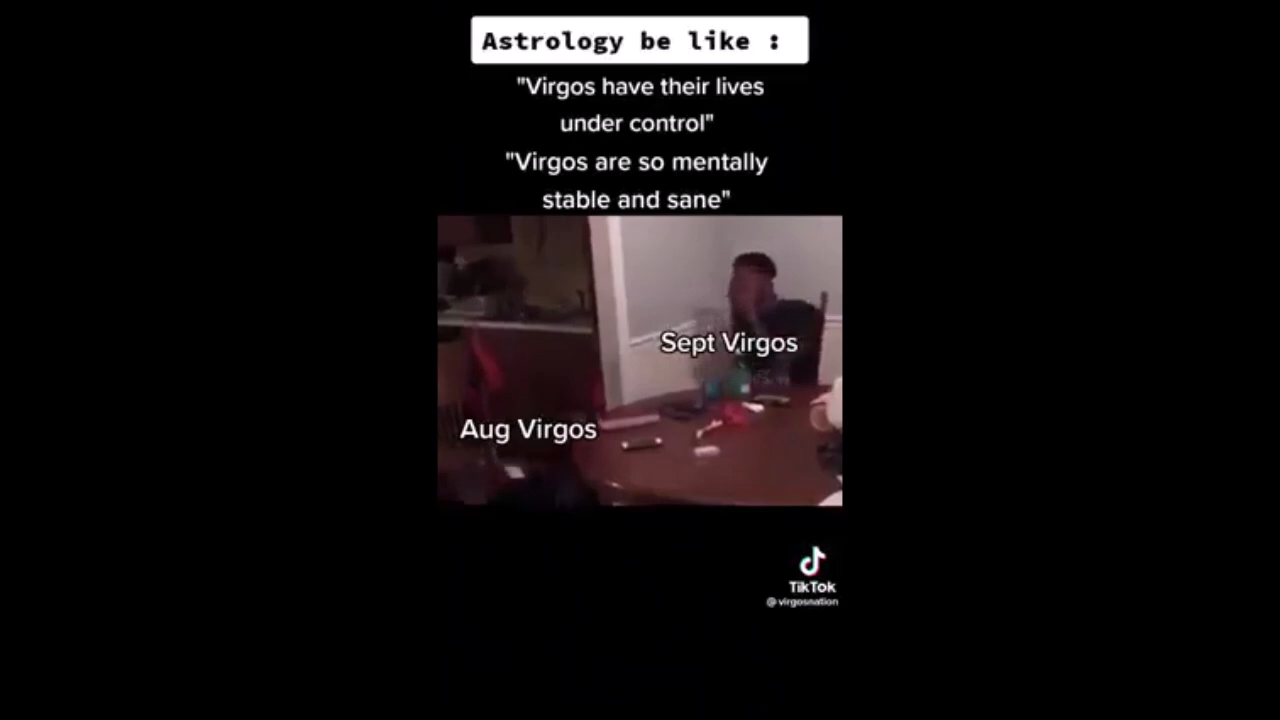 Astrology be like :
"Virgos have their lives
under control"
"Virgos are so mentally
stable and sane"
Sept Virgos
Aug Virgos
TikTok
@virgosnation